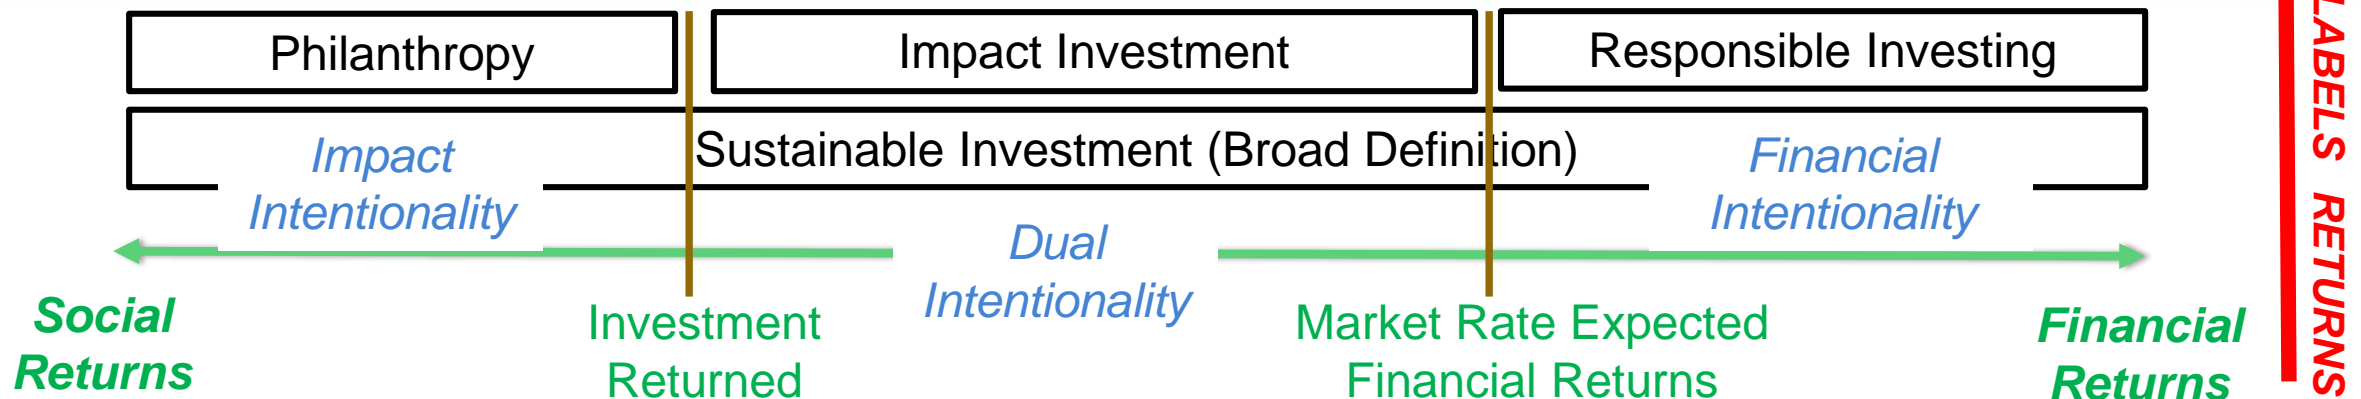 Philanthropy
Impact Investment
Responsible Investing
Sustainable Investment (Broad Definition)
Impact
Intentionality
Dual
Intentionality
Financial
Intentionality
Social
Returns
Investment
Returned
Market Rate Expected
Financial Returns
Financial
Returns
LABELS RETURNS